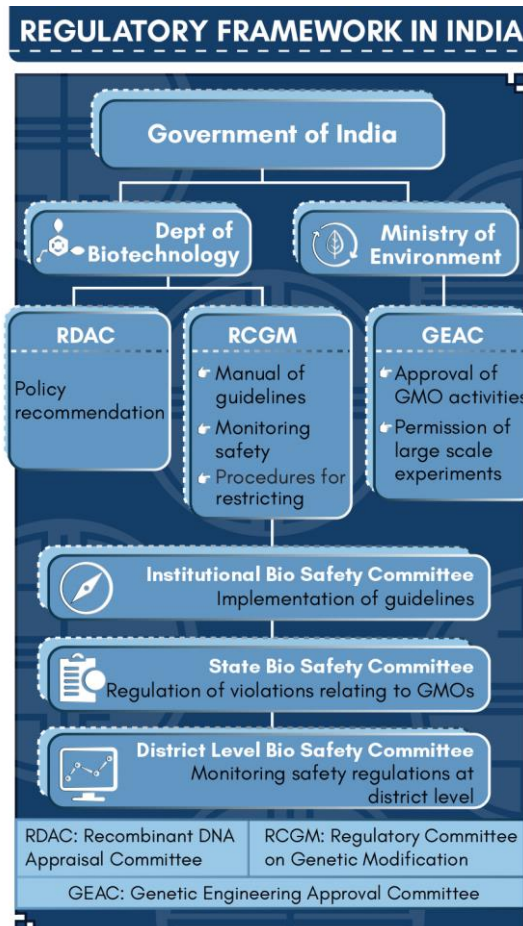 REGULATORY FRAMEWORK IN INDIA
Government of India
Dept of
Biotechnology
Ministry of
Environment
RDAC
Policy
recommendation
RCGM
Manual of
guidelines
Monitoring
safety
Procedures for
restricting
GEAC
Approval of
GMO activities
Permission of
large scale
experiments
Institutional Bio Safety Committee
Implementation of guidelines
State Bio Safety Committee
Regulation of violations relating to GMOs
District Level Bio Safety Committee
Monitoring safety regulations at
district level
RDAC: Recombinant DNA
Appraisal Committee
RCGM: Regulatory Committee
on Genetic Modification
GEAC: Genetic Engineering Approval Committee